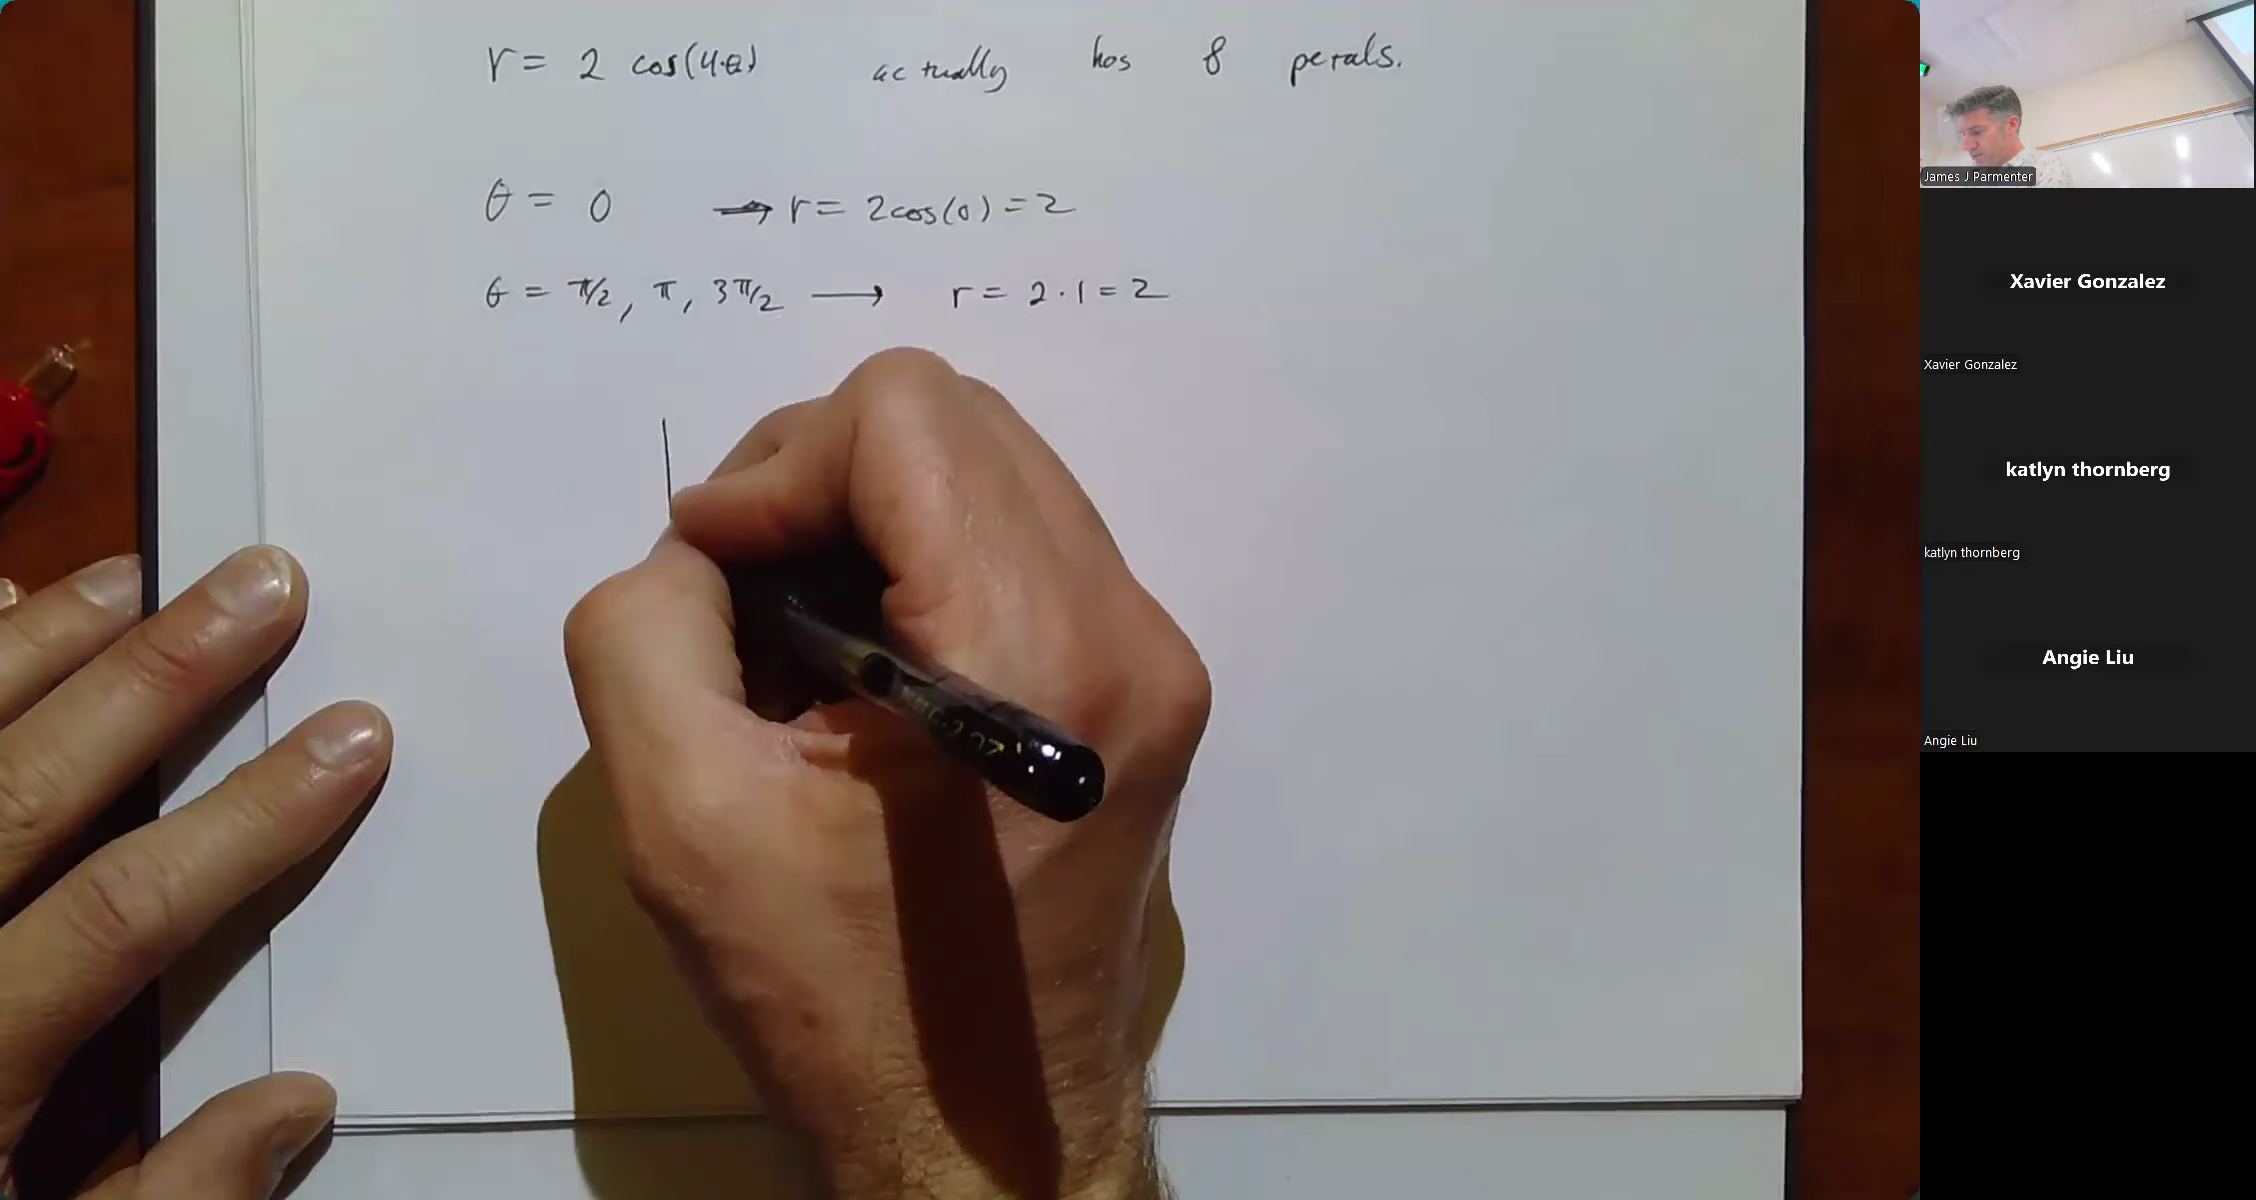 r = 2 cos(4·θ) actually has 8 petals.
θ = 0 → r = 2cos(0) = 2
θ = π/2, π, 3π/2 → r = 2·1 = 2
James J Parmenter
Xavier Gonzalez
Xavier Gonzalez
katlyn thornberg
katlyn thornberg
Angie Liu
Angie Liu